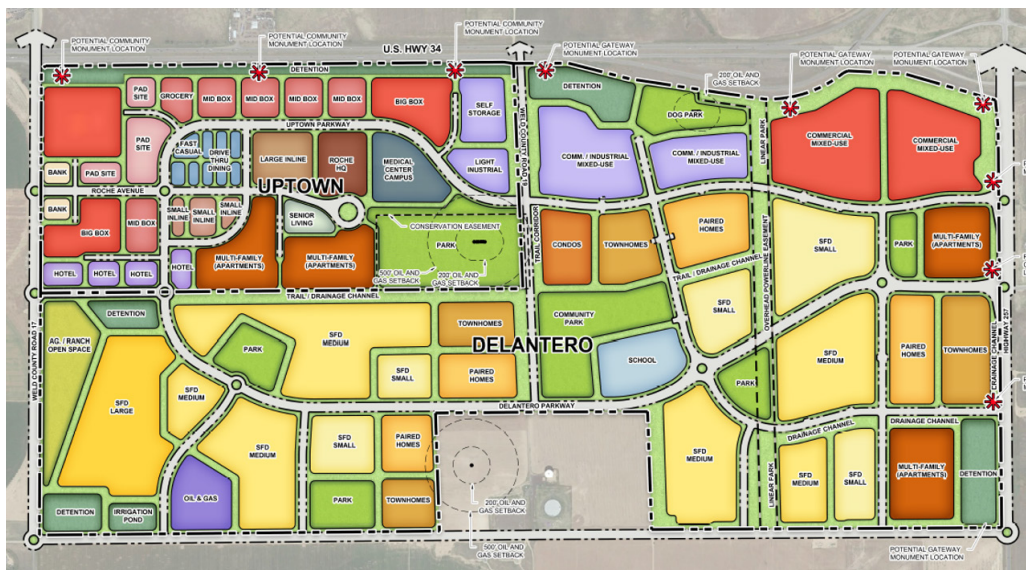 POTENTIAL COMMUNITY
MONUMENT LOCATION
POTENTIAL COMMUNITY
MONUMENT LOCATION
U.S. HWY 34
POTENTIAL COMMUNITY
MONUMENT LOCATION
POTENTIAL GATEWAY
MONUMENT LOCATION
POTENTIAL GATEWAY
MONUMENT LOCATION
POTENTIAL GATEWAY
MONUMENT LOCATION
DETENTION
200' OIL AND
GAS SETBACK
DETENTION
PAD
SITE
GROCERY
MID BOX
MID BOX
MID BOX
MID BOX
BIG BOX
SELF
STORAGE
DOG PARK
LINEAR PARK
COMMERCIAL
MIXED-USE
COMMERCIAL
MIXED-USE
UPTOWN PARKWAY
WELD COUNTY ROAD 19
PAD
SITE
FAST
CASUAL
DRIVE
THRU
DINING
LARGE INLINE
ROCHE
HQ
MEDICAL
CENTER
CAMPUS
LIGHT
INUSTRIAL
COMM. / INDUSTRIAL
MIXED-USE
COMM. / INDUSTRIAL
MIXED-USE
BANK
PAD SITE
ROCHE AVENUE
UPTOWN
BANK
BIG BOX
MID BOX
SMALL
INLINE
SMALL
INLINE
SMALL
INLINE
SENIOR
LIVING
CONSERVATION EASEMENT
PARK
TRAIL CORRIDOR
CONDOS
TOWNHOMES
PAIRED
HOMES
SFD
SMALL
PARK
MULTI-FAMILY
(APARTMENTS)
HOTEL
HOTEL
HOTEL
HOTEL
MULTI-FAMILY
(APARTMENTS)
MULTI-FAMILY
(APARTMENTS)
500' OIL AND
GAS SETBACK
200' OIL AND
GAS SETBACK
TRAIL / DRAINAGE CHANNEL
OVERHEAD POWERLINE EASEMENT
TRAIL / DRAINAGE CHANNEL
WELD COUNTY ROAD 17
DETENTION
AG. / RANCH
OPEN SPACE
PARK
SFD
MEDIUM
TOWNHOMES
COMMUNITY
PARK
SFD
SMALL
DELANTERO
SCHOOL
SFD
SMALL
PAIRED
HOMES
PARK
SFD
MEDIUM
PAIRED
HOMES
TOWNHOMES
CRAINAGE CHANNEL
HIGHWAY 257
SFD
LARGE
SFD
MEDIUM
DELANTERO PARKWAY
DRAINAGE CHANNEL
DRAINAGE CHANNEL
SFD
MEDIUM
SFD
SMALL
PAIRED
HOMES
SFD
MEDIUM
LINEAR PARK
SFD
MEDIUM
SFD
SMALL
MULTI-FAMILY
(APARTMENTS)
DETENTION
DETENTION
IRRIGATION
POND
OIL & GAS
PARK
TOWNHOMES
200' OIL AND
GAS SETBACK
500' OIL AND
GAS SETBACK
POTENTIAL GATEWAY
MONUMENT LOCATION